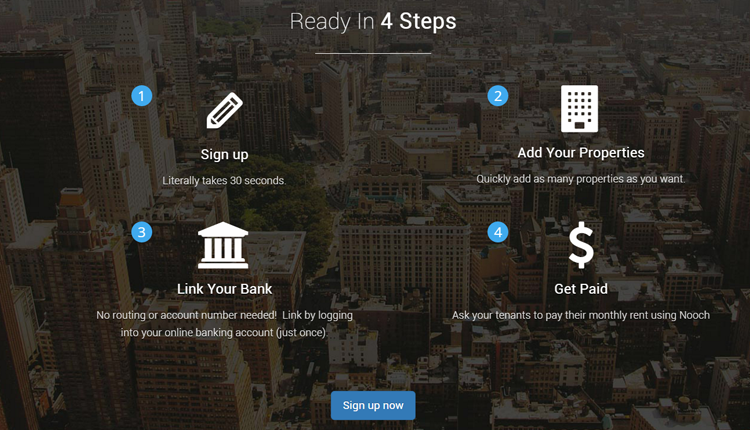 Ready In 4 Steps
1
Sign up
Literally takes 30 seconds.
2
Add Your Properties
Quickly add as many properties as you want.
3
Link Your Bank
No routing or account number needed!  Link by logging
into your online banking account (just once).
4
Get Paid
Ask your tenants to pay their monthly rent using Nooch
Sign up now